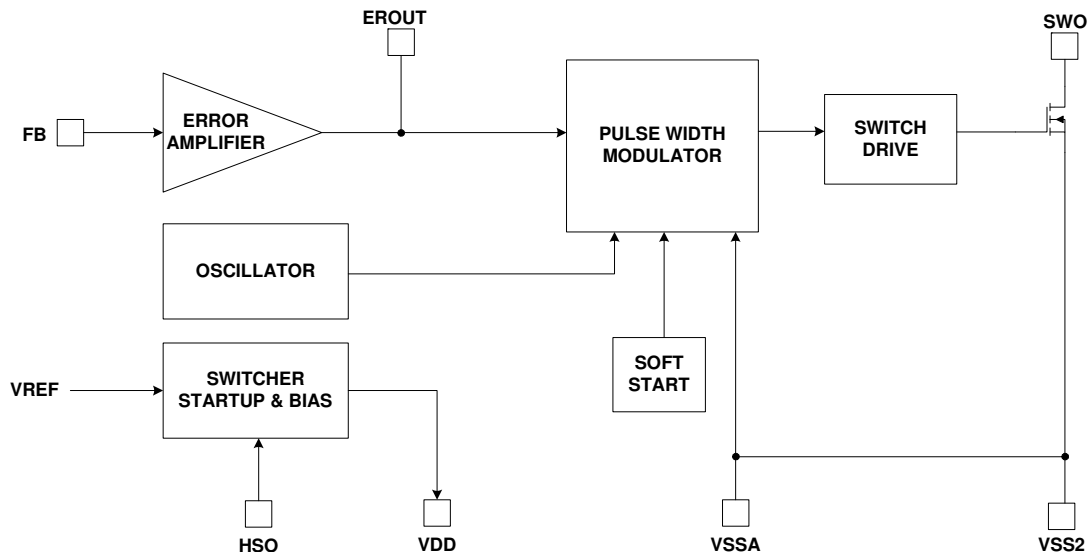 EROUT
SWO
FB
ERROR
AMPLIFIER
PULSE WIDTH
MODULATOR
SWITCH
DRIVE
OSCILLATOR
VREF
SWITCHER
STARTUP & BIAS
SOFT
START
HSO
VDD
VSSA
VSS2